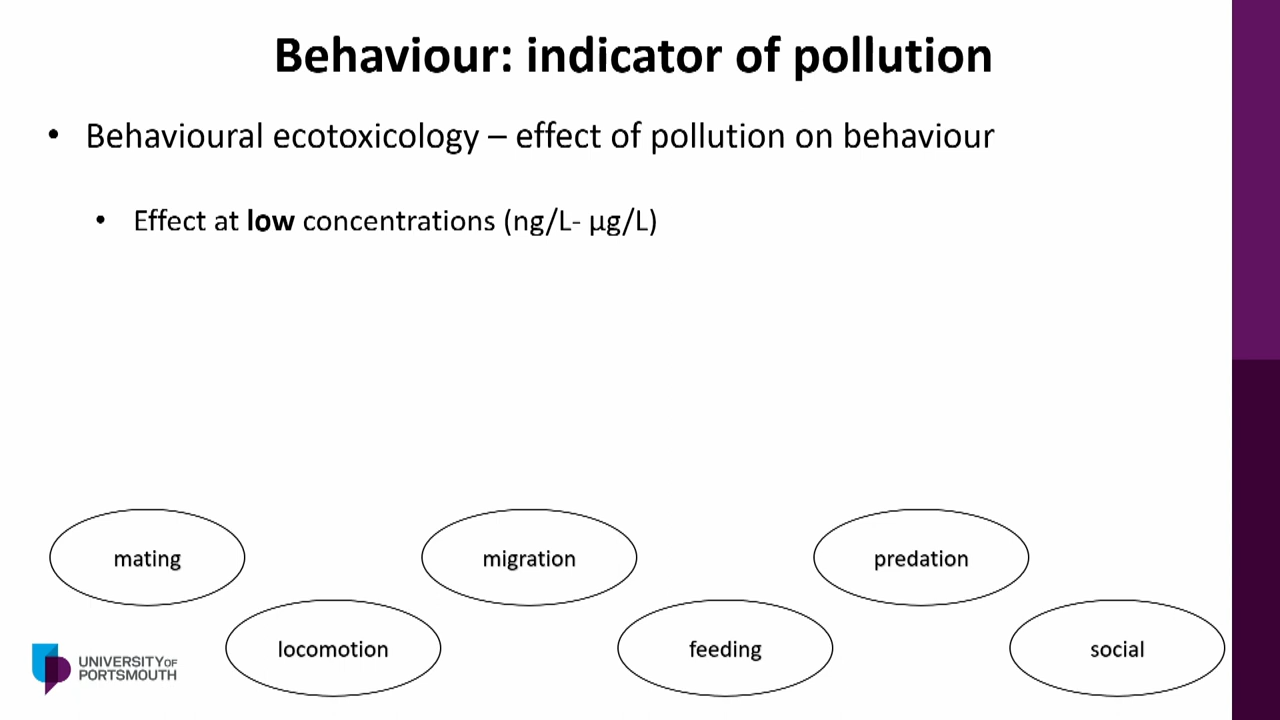 Behaviour: indicator of pollution
• Behavioural ecotoxicology – effect of pollution on behaviour
• Effect at low concentrations (ng/L- µg/L)
mating
migration
predation
locomotion
feeding
social
UNIVERSITY OF
PORTSMOUTH